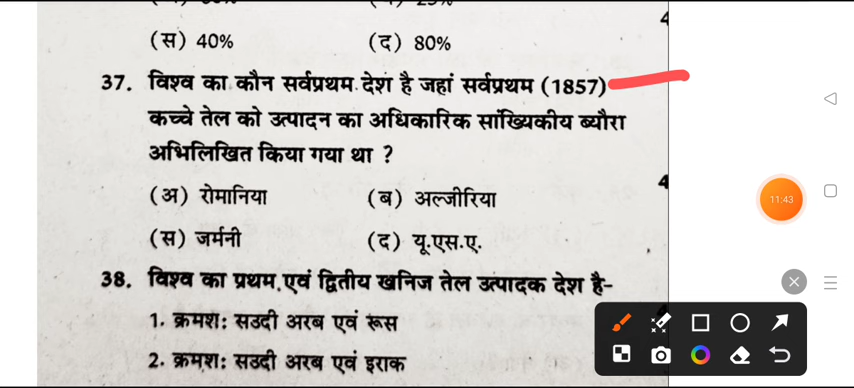 (स) 40%
(द) 80%
4
37. विश्व का कौन सर्वप्रथम देश है जहां सर्वप्रथम (1857)
कच्चे तेल को उत्पादन का अधिकारिक सांख्यिकीय ब्यौरा
अभिलिखित किया गया था ?
4
(अ) रोमानिया
(ब) अल्जीरिया
(स) जर्मनी
(द) यू.एस.ए.
38. विश्व का प्रथम एवं द्वितीय खनिज तेल उत्पादक देश है-
1. क्रमश: सउदी अरब एवं रूस
2. क्रमश: सउदी अरब एवं इराक
11:43